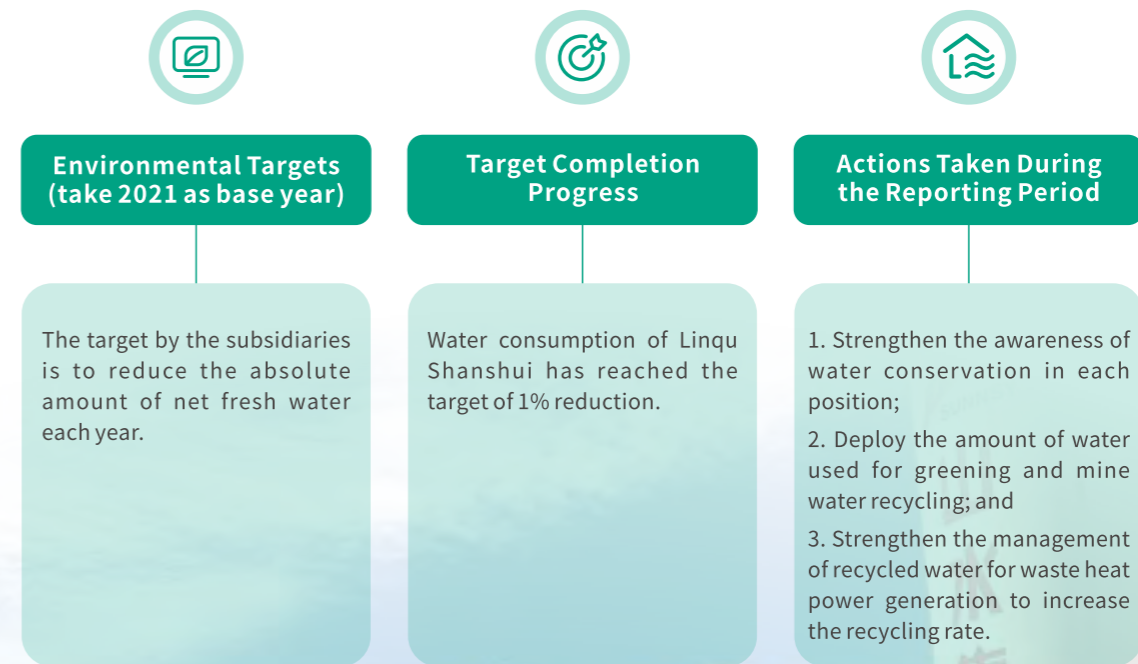 Environmental Targets
(take 2021 as base year)
The target by the subsidiaries
is to reduce the absolute
amount of net fresh water
each year.
Target Completion
Progress
Water consumption of Linqu
Shanshui has reached the
target of 1% reduction.
Actions Taken During
the Reporting Period
1. Strengthen the awareness of
water conservation in each
position;
2. Deploy the amount of water
used for greening and mine
water recycling; and
3. Strengthen the management
of recycled water for waste heat
power generation to increase
the recycling rate.